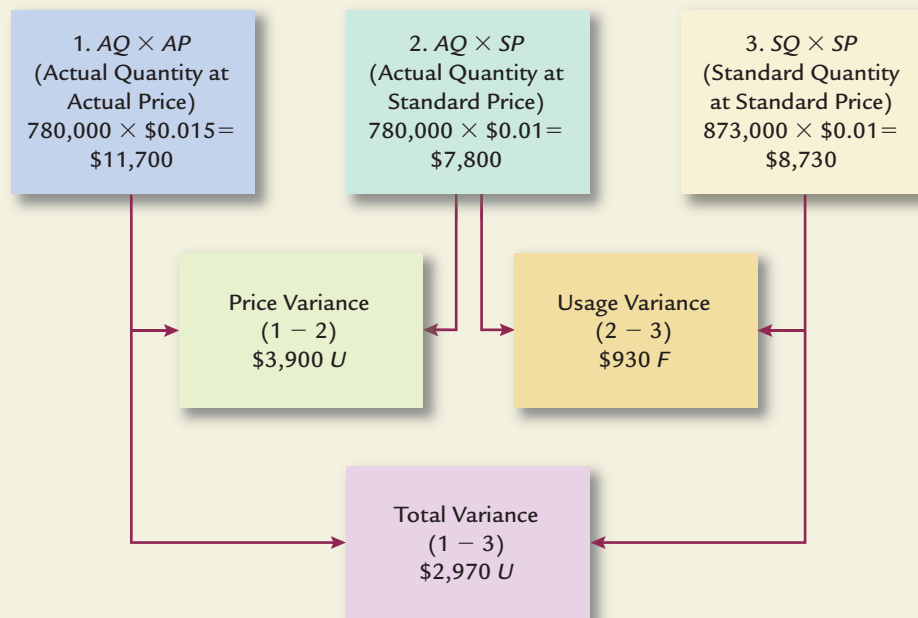 1. AQ × AP
(Actual Quantity at
Actual Price)
780,000 × $0.015=
$11,700
2. AQ × SP
(Actual Quantity at
Standard Price)
780,000 × $0.01=
$7,800
3. SQ × SP
(Standard Quantity
at Standard Price)
873,000 × $0.01=
$8,730
Price Variance
(1 − 2)
$3,900 U
Usage Variance
(2 − 3)
$930 F
Total Variance
(1 − 3)
$2,970 U